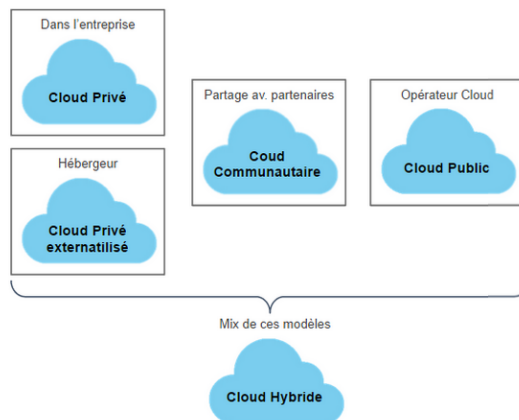 Dans l'entreprise
Cloud Privé
Hébergeur
Cloud Privé
externatilisé
Partage av. partenaires
Coud
Communautaire
Opérateur Cloud
Cloud Public
Mix de ces modèles
Cloud Hybride